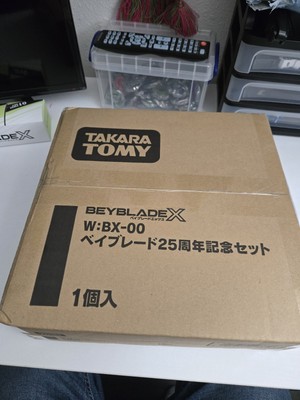 BEYBLADE X
TAKARA
TOMY
BEYBLADE X
ベイブレードエックス
W:BX-00
ベイブレード25周年記念セット
1個入